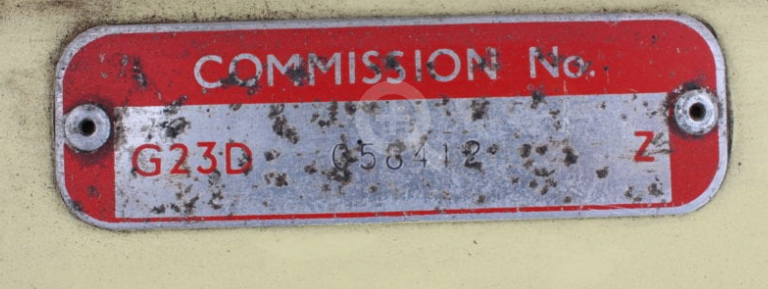 COMMISSION No.
G23D 058412 Z